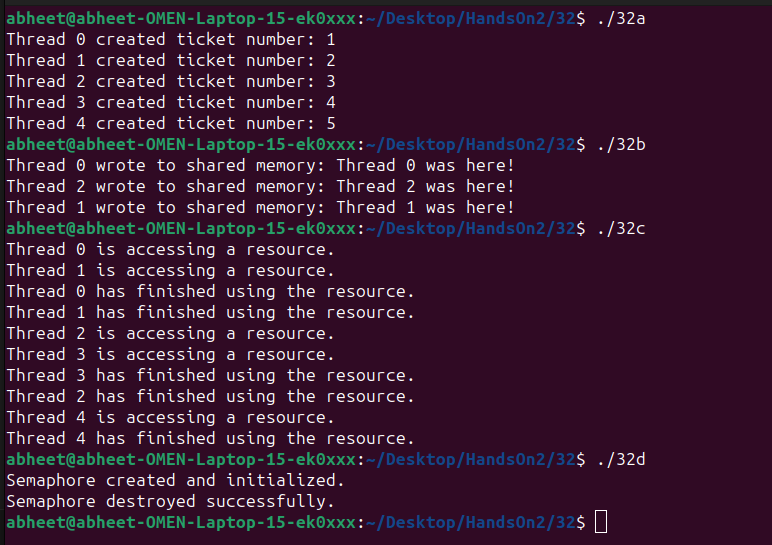 abheet@abheet-OMEN-Laptop-15-ek0xxx:~/Desktop/HandsOn2/32$ ./32a
Thread 0 created ticket number: 1
Thread 1 created ticket number: 2
Thread 2 created ticket number: 3
Thread 3 created ticket number: 4
Thread 4 created ticket number: 5
abheet@abheet-OMEN-Laptop-15-ek0xxx:~/Desktop/HandsOn2/32$ ./32b
Thread 0 wrote to shared memory: Thread 0 was here!
Thread 2 wrote to shared memory: Thread 2 was here!
Thread 1 wrote to shared memory: Thread 1 was here!
abheet@abheet-OMEN-Laptop-15-ek0xxx:~/Desktop/HandsOn2/32$ ./32c
Thread 0 is accessing a resource.
Thread 1 is accessing a resource.
Thread 0 has finished using the resource.
Thread 1 has finished using the resource.
Thread 2 is accessing a resource.
Thread 3 is accessing a resource.
Thread 3 has finished using the resource.
Thread 2 has finished using the resource.
Thread 4 is accessing a resource.
Thread 4 has finished using the resource.
abheet@abheet-OMEN-Laptop-15-ek0xxx:~/Desktop/HandsOn2/32$ ./32d
Semaphore created and initialized.
Semaphore destroyed successfully.
abheet@abheet-OMEN-Laptop-15-ek0xxx:~/Desktop/HandsOn2/32$